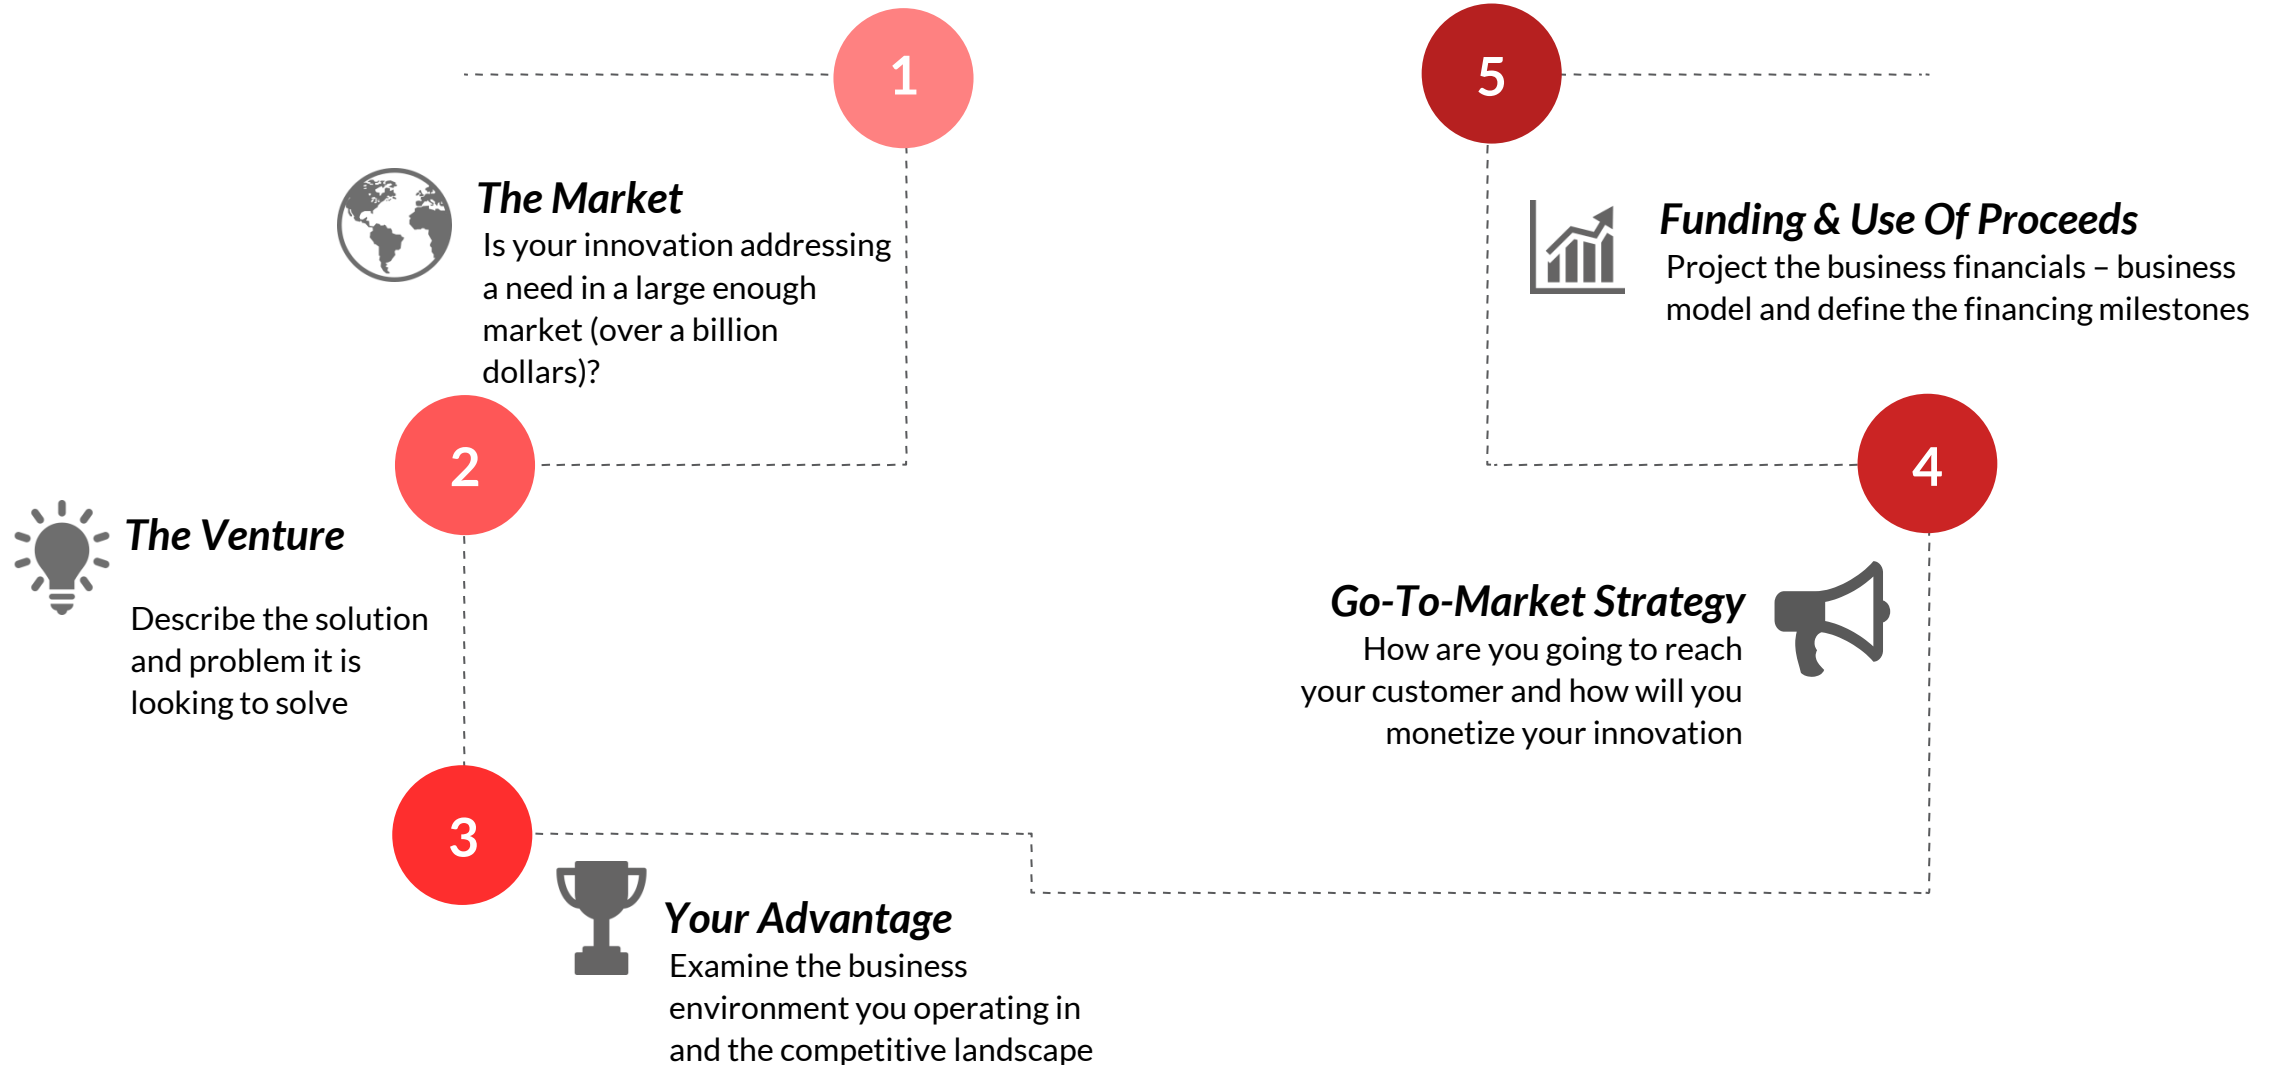 1
The Market
Is your innovation addressing
a need in a large enough
market (over a billion
dollars)?
2
The Venture
Describe the solution
and problem it is
looking to solve
3
Your Advantage
Examine the business
environment you operating in
and the competitive landscape
4
Go-To-Market Strategy
How are you going to reach
your customer and how will you
monetize your innovation
5
Funding & Use Of Proceeds
Project the business financials – business
model and define the financing milestones